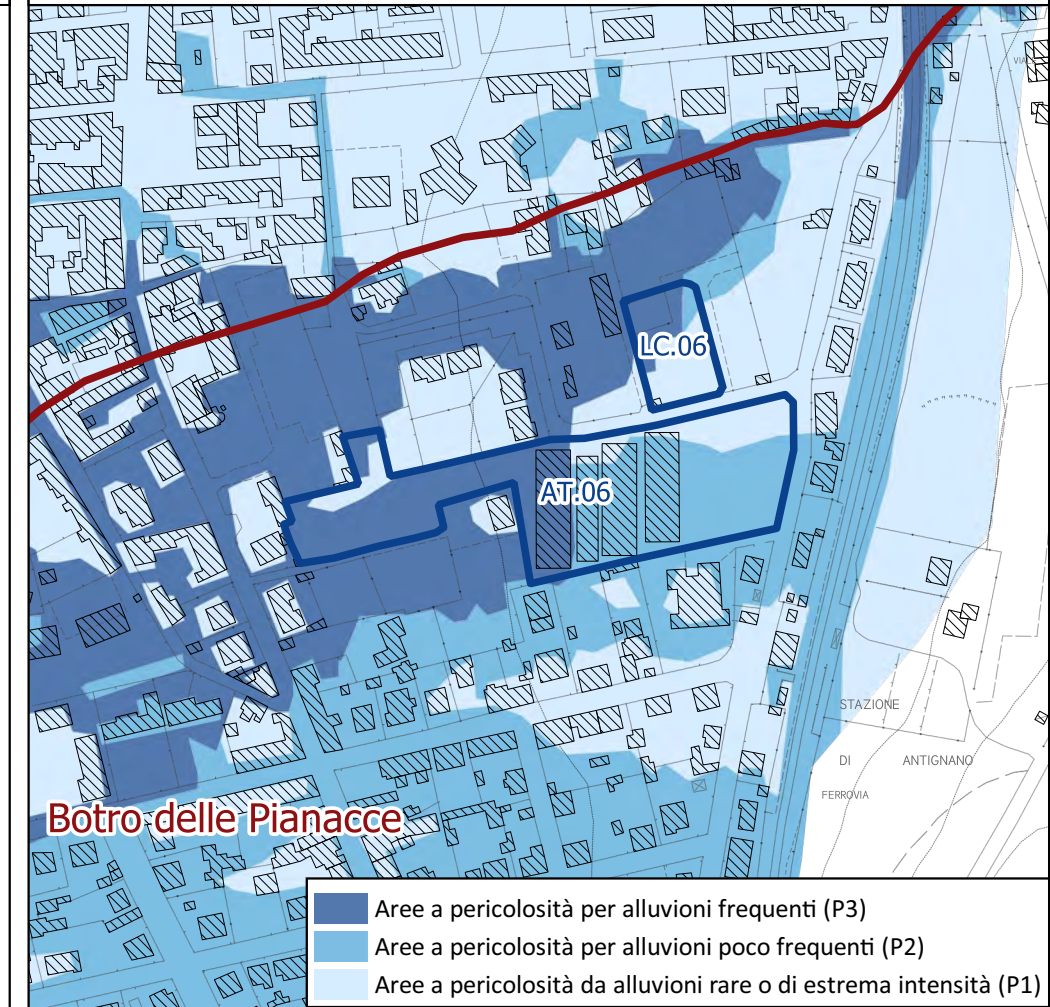 VIALE
LC.06
AT.06
STAZIONE
DI ANTIGNANO
FERROVIA
Botro delle Pianacce
Aree a pericolosità per alluvioni frequenti (P3)
Aree a pericolosità per alluvioni poco frequenti (P2)
Aree a pericolosità da alluvioni rare o di estrema intensità (P1)